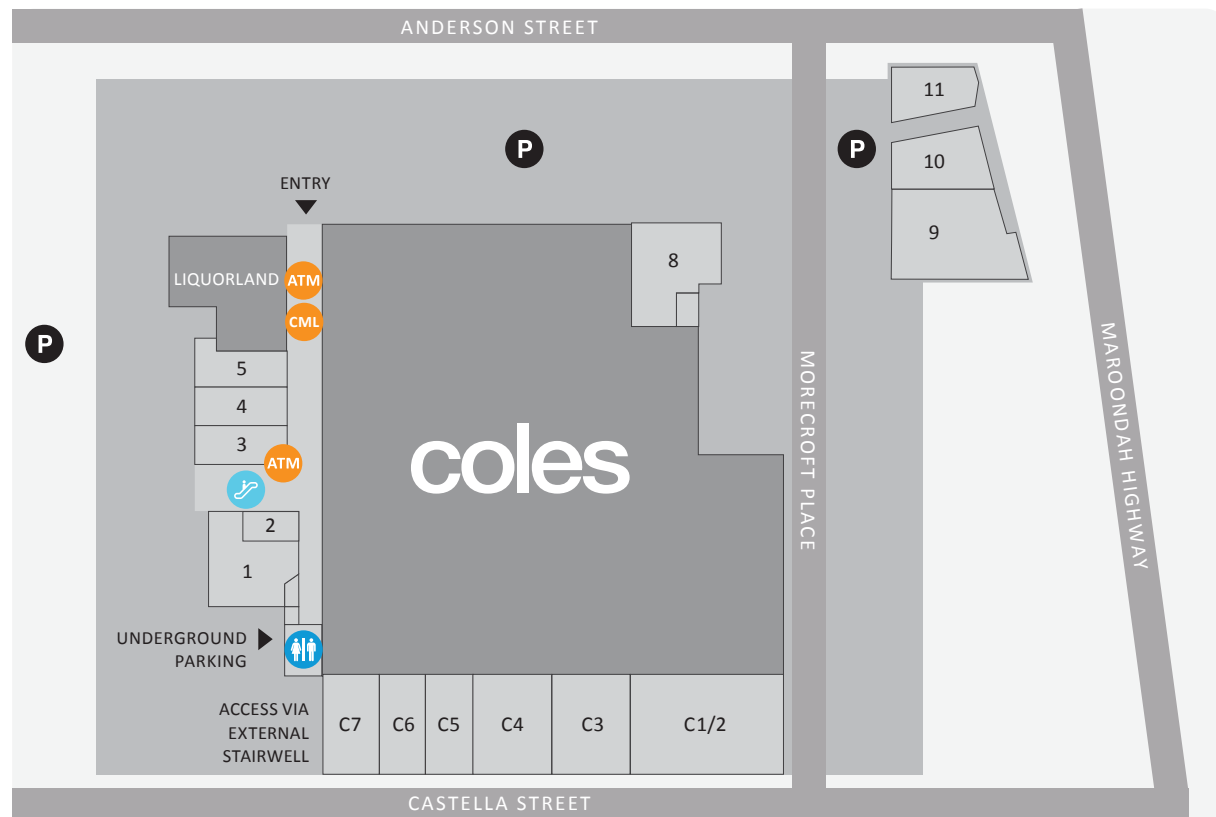 ANDERSON STREET
11
P
P
10
ENTRY
9
8
LIQUORLAND
ATM
CML
P
5
4
3
ATM
coles
MORECROFT PLACE
MAROONDAH HIGHWAY
2
1
UNDERGROUND
PARKING
ACCESS VIA
EXTERNAL
STAIRWELL
C7
C6
C5
C4
C3
C1/2
CASTELLA STREET